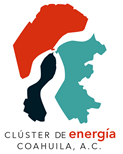 CLÚSTER DE energía
COAHUILA, A.C.